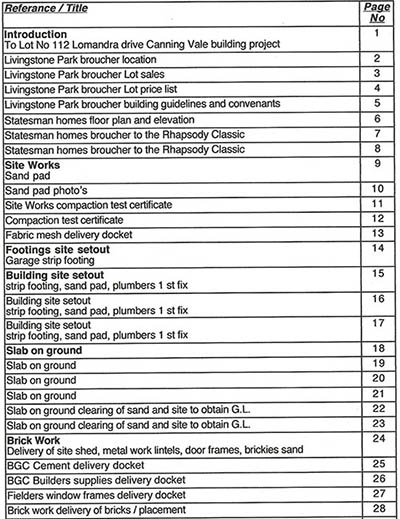 Referance / Title Page No
Introduction 1
To Lot No 112 Lomandra drive Canning Vale building project
Livingstone Park broucher location 2
Livingstone Park broucher Lot sales 3
Livingstone Park broucher Lot price list 4
Livingstone Park broucher building guidelines and convenants 5
Statesman homes floor plan and elevation 6
Statesman homes broucher to the Rhapsody Classic 7
Statesman homes broucher to the Rhapsody Classic 8
Site Works 9
Sand pad
Sand pad photo's 10
Site Works compaction test certificate 11
Compaction test certificate 12
Fabric mesh delivery docket 13
Footings site setout 14
Garage strip footing
Building site setout 15
strip footing, sand pad, plumbers 1 st fix
Building site setout 16
strip footing, sand pad, plumbers 1 st fix
Building site setout 17
strip footing, sand pad, plumbers 1 st fix
Slab on ground 18
Slab on ground 19
Slab on ground 20
Slab on ground 21
Slab on ground clearing of sand and site to obtain G.L. 22
Slab on ground clearing of sand and site to obtain G.L. 23
Brick Work 24
Delivery of site shed, metal work lintels, door frames, brickies sand
BGC Cement delivery docket 25
BGC Builders supplies delivery docket 26
Fielders window frames delivery docket 27
Brick work delivery of bricks / placement 28